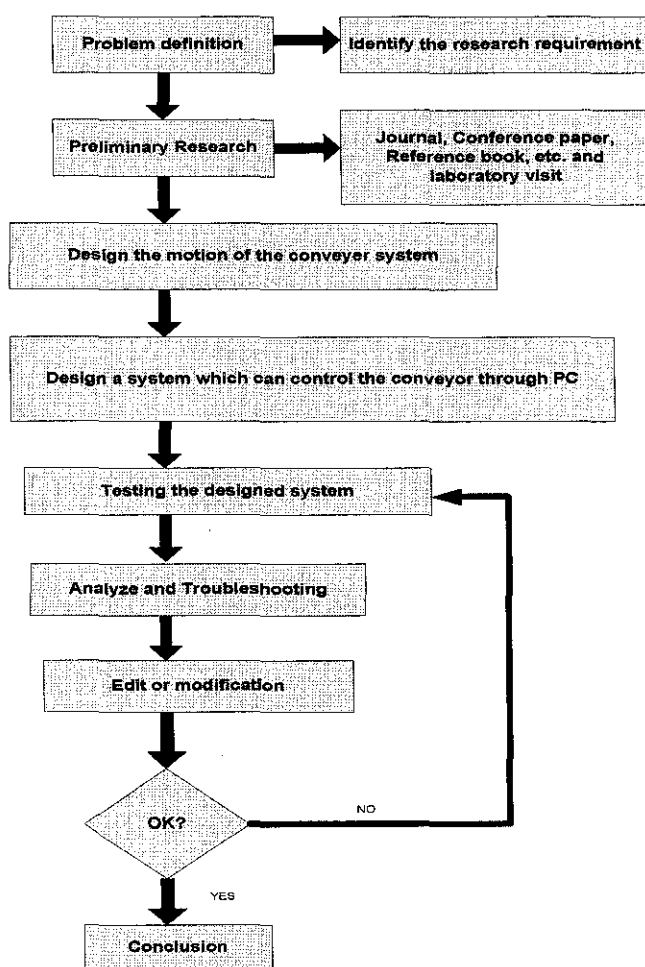 Problem definition
Identify the research requirement
Preliminary Research
Journal, Conference paper,
Reference book, etc. and
laboratory visit
Design the motion of the conveyer system
Design a system which can control the conveyor through PC
Testing the designed system
Analyze and Troubleshooting
Edit or modification
OK?
NO
YES
Conclusion